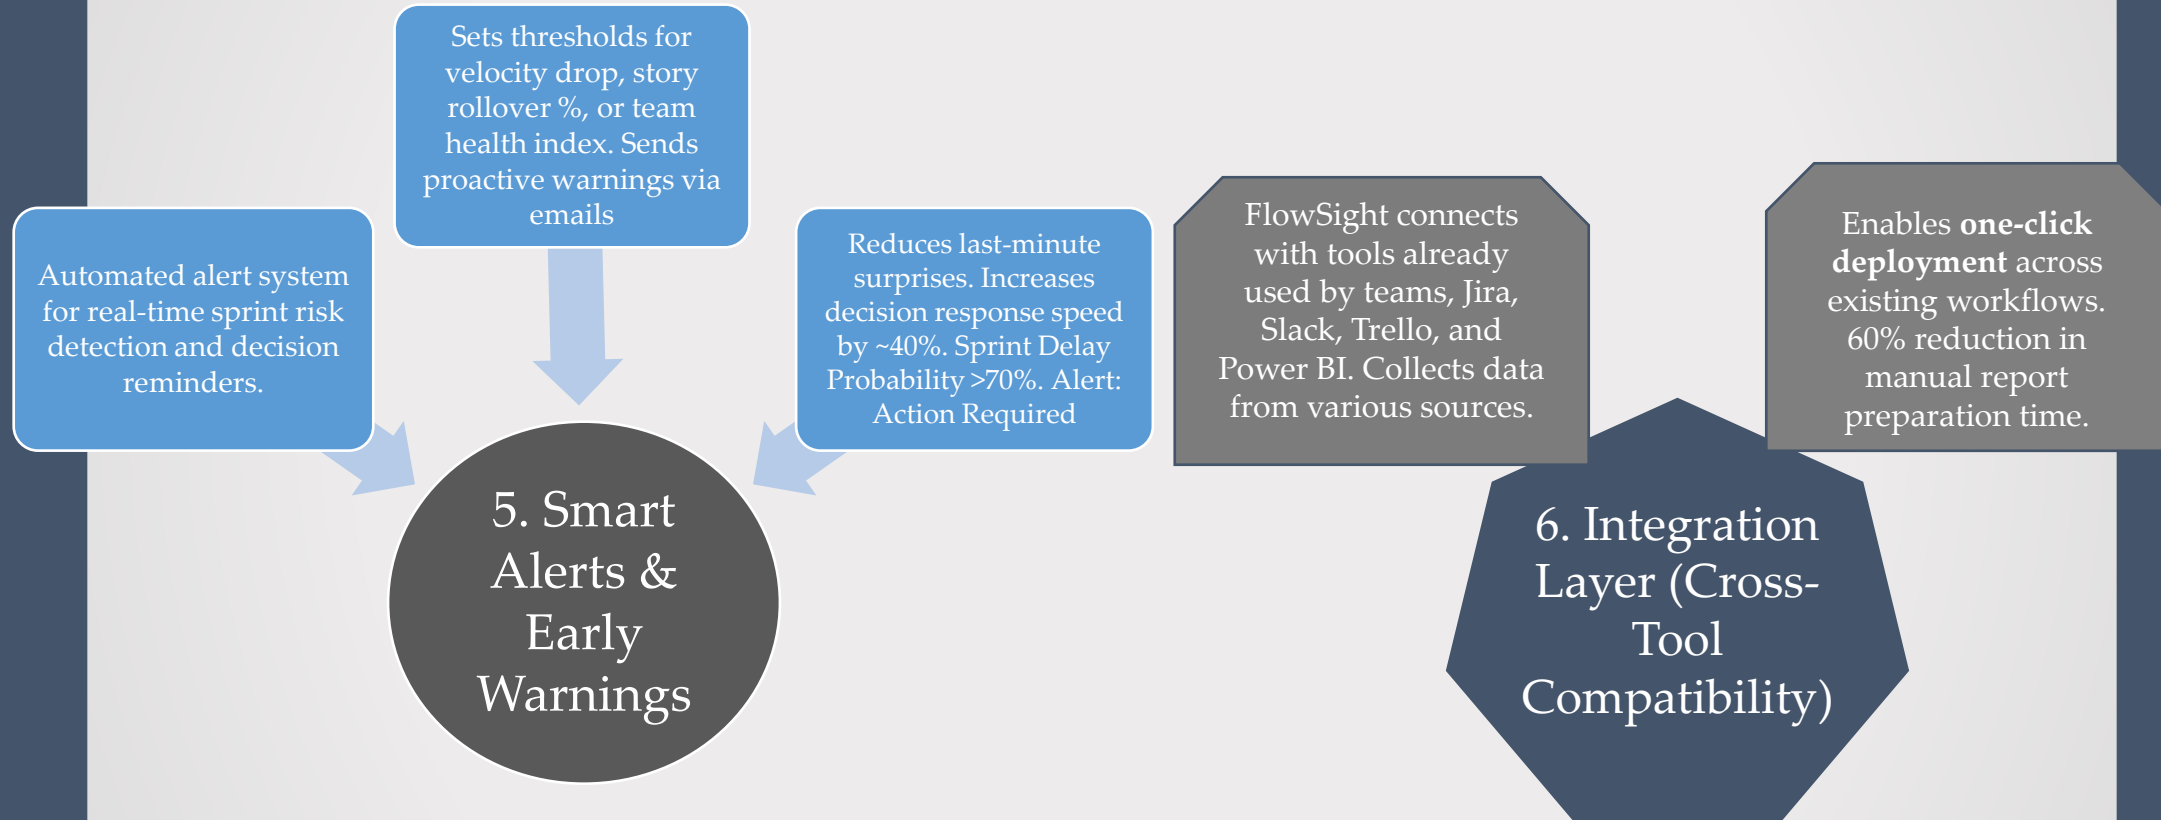 Sets thresholds for
velocity drop, story
rollover %, or team
health index. Sends
proactive warnings via
emails
Automated alert system
for real-time sprint risk
detection and decision
reminders.
Reduces last-minute
surprises. Increases
decision response speed
by ~40%. Sprint Delay
Probability >70%. Alert:
Action Required
5. Smart
Alerts &
Early
Warnings
FlowSight connects
with tools already
used by teams, Jira,
Slack, Trello, and
Power BI. Collects data
from various sources.
Enables one-click
deployment across
existing workflows.
60% reduction in
manual report
preparation time.
6. Integration
Layer (Cross-
Tool
Compatibility)